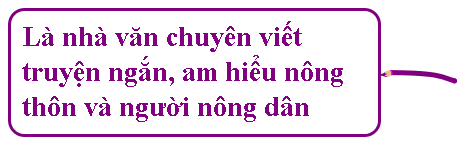 Là nhà văn chuyên viết
truyện ngắn, am hiểu nông
thôn và người nông dân